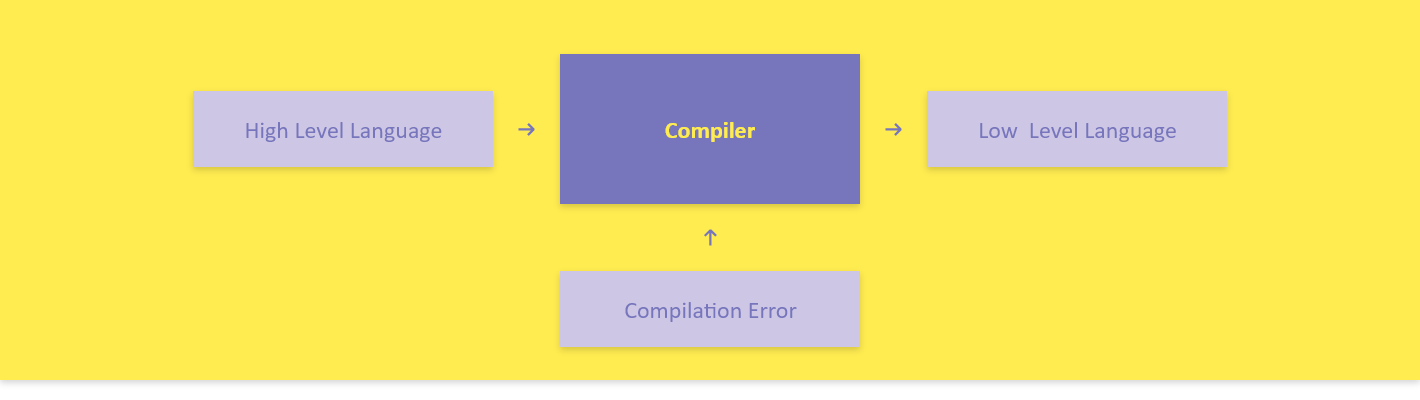 High Level Language
→
Compiler
→
Low  Level Language
↑
Compilation Error